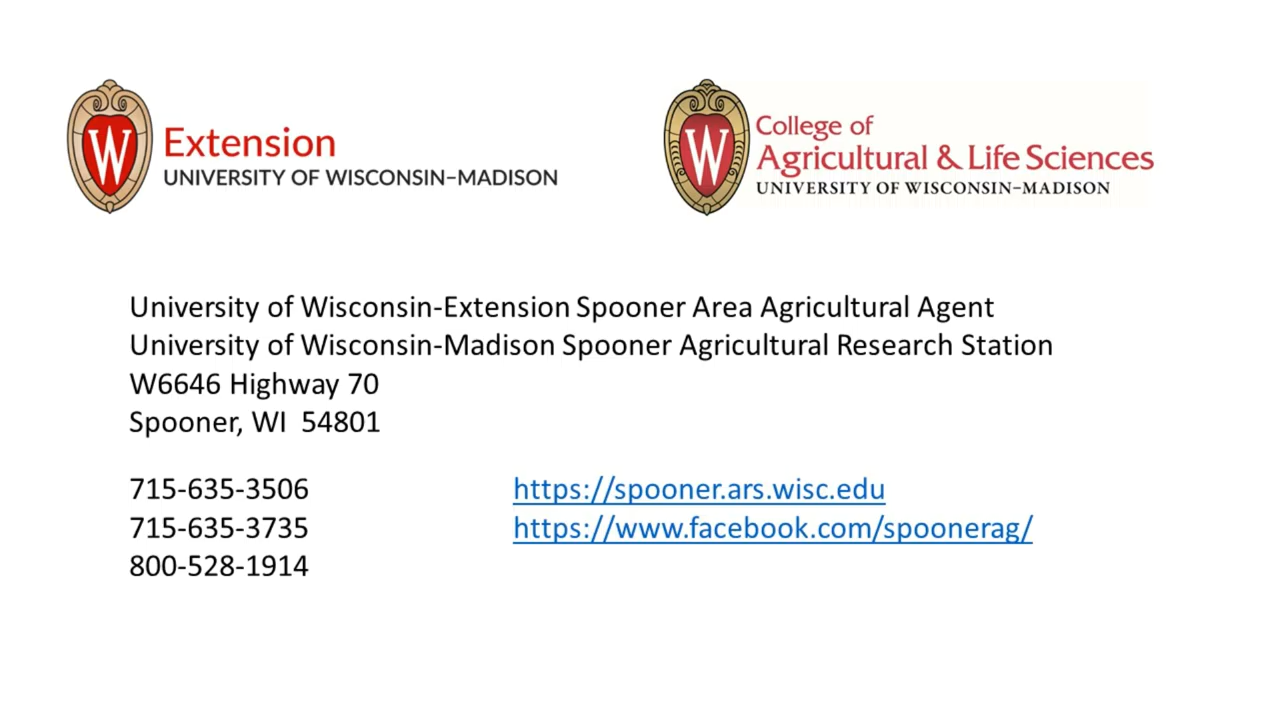 W Extension
UNIVERSITY OF WISCONSIN–MADISON
W College of
Agricultural & Life Sciences
UNIVERSITY OF WISCONSIN–MADISON
University of Wisconsin-Extension Spooner Area Agricultural Agent
University of Wisconsin-Madison Spooner Agricultural Research Station
W6646 Highway 70
Spooner, WI  54801
715-635-3506
715-635-3735
800-528-1914
https://spooner.ars.wisc.edu
https://www.facebook.com/spoonerag/